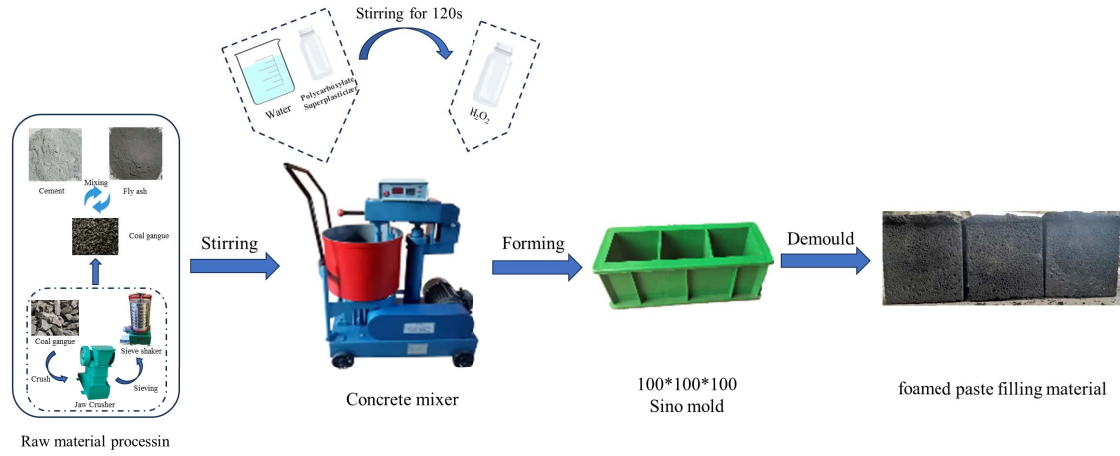 Stirring for 120s
Water
Polycarboxylate
Superplasticizer
H₂O₂
Cement
Mixing
Fly ash
Coal gangue
Coal gangue
Sieve shaker
Crush
Sieving
Jaw Crusher
Raw material processin
Stirring
Concrete mixer
Forming
100*100*100
Sino mold
Demould
foamed paste filling material